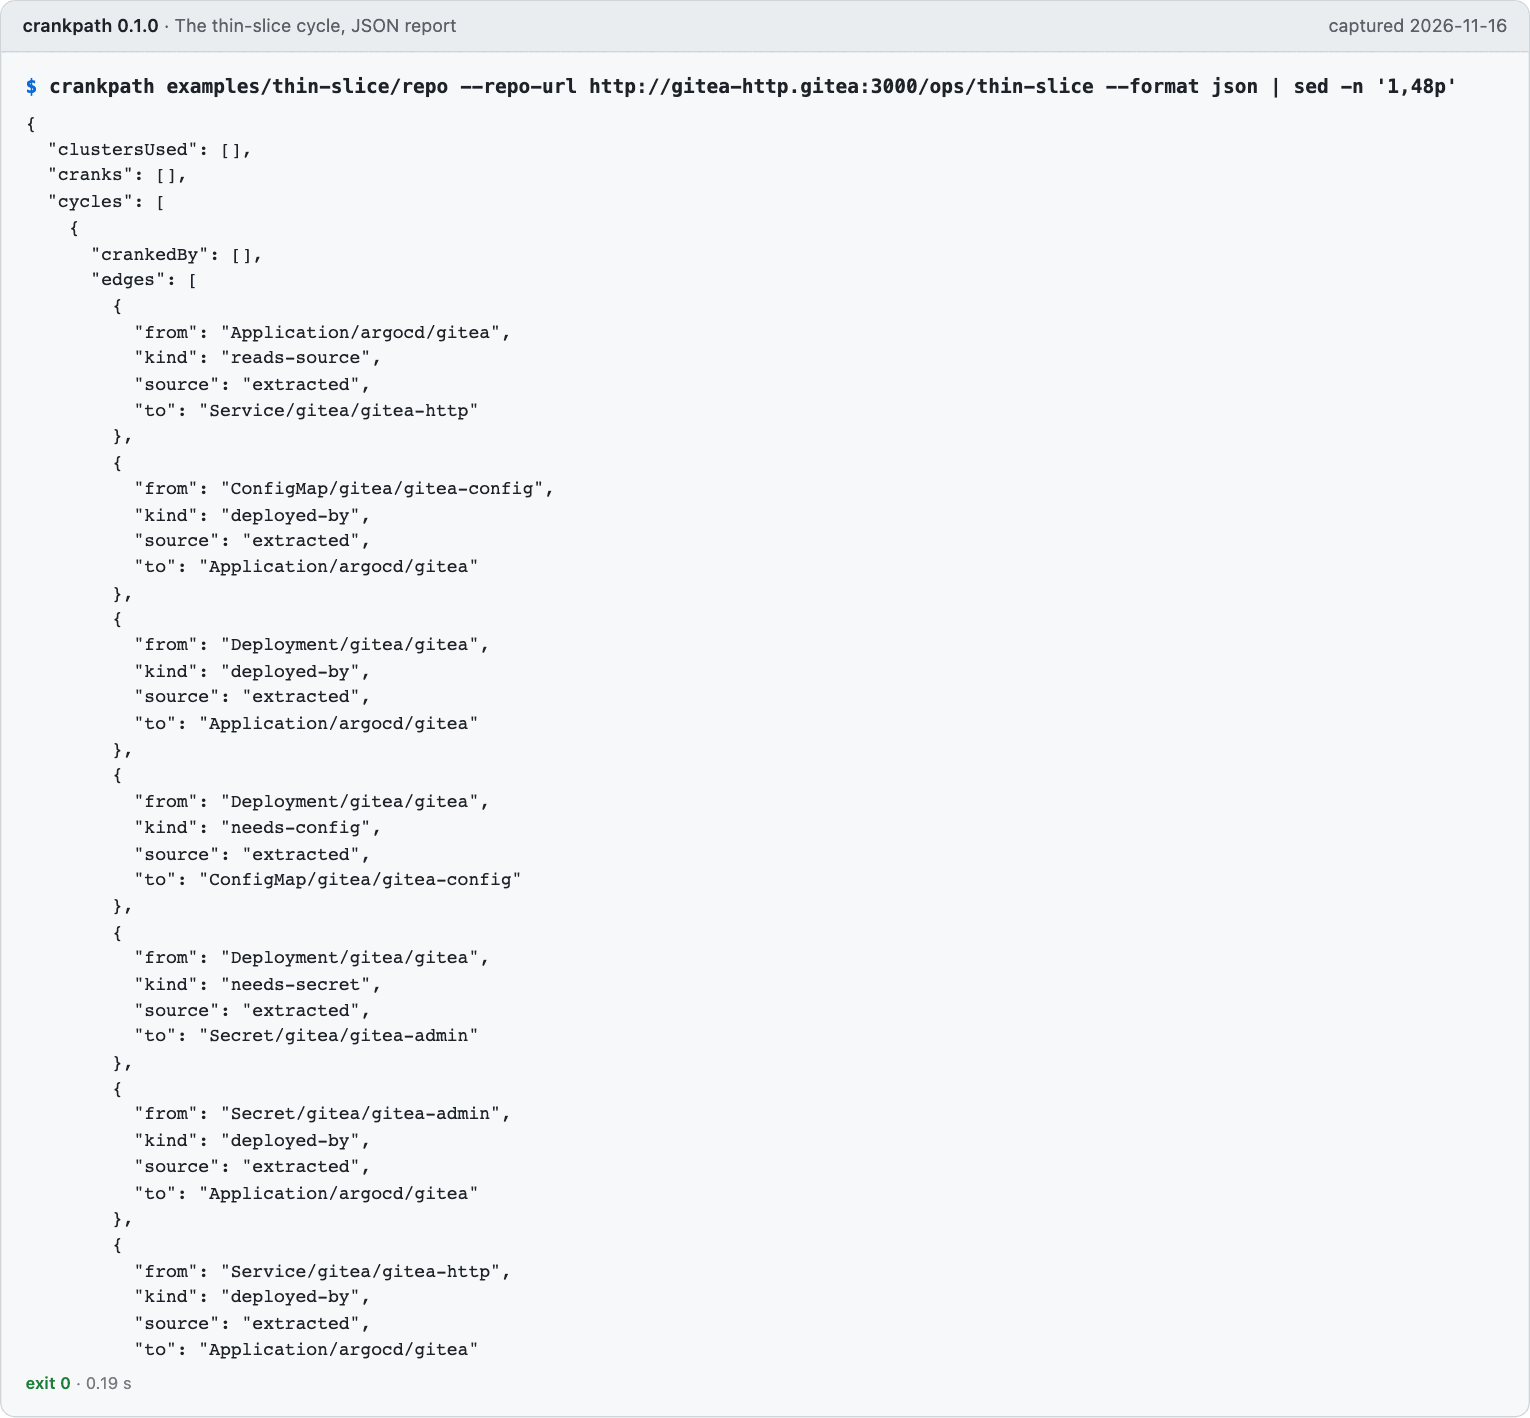 crankpath 0.1.0 · The thin-slice cycle, JSON report captured 2026-11-16
$ crankpath examples/thin-slice/repo --repo-url http://gitea-http.gitea:3000/ops/thin-slice --format json | sed -n '1,48p'
{
  "clustersUsed": [],
  "cranks": [],
  "cycles": [
    {
      "crankedBy": [],
      "edges": [
        {
          "from": "Application/argocd/gitea",
          "kind": "reads-source",
          "source": "extracted",
          "to": "Service/gitea/gitea-http"
        },
        {
          "from": "ConfigMap/gitea/gitea-config",
          "kind": "deployed-by",
          "source": "extracted",
          "to": "Application/argocd/gitea"
        },
        {
          "from": "Deployment/gitea/gitea",
          "kind": "deployed-by",
          "source": "extracted",
          "to": "Application/argocd/gitea"
        },
        {
          "from": "Deployment/gitea/gitea",
          "kind": "needs-config",
          "source": "extracted",
          "to": "ConfigMap/gitea/gitea-config"
        },
        {
          "from": "Deployment/gitea/gitea",
          "kind": "needs-secret",
          "source": "extracted",
          "to": "Secret/gitea/gitea-admin"
        },
        {
          "from": "Secret/gitea/gitea-admin",
          "kind": "deployed-by",
          "source": "extracted",
          "to": "Application/argocd/gitea"
        },
        {
          "from": "Service/gitea/gitea-http",
          "kind": "deployed-by",
          "source": "extracted",
          "to": "Application/argocd/gitea"
exit 0 · 0.19 s